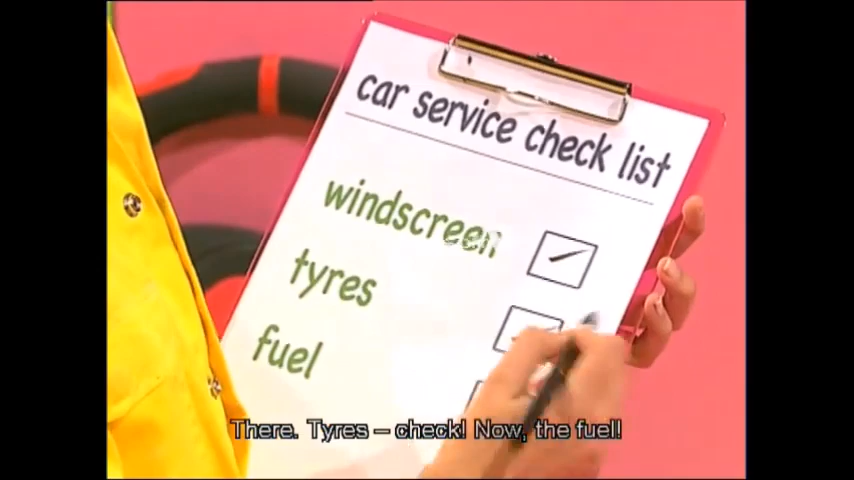 car service check list
windscreen
tyres
fuel
There. Tyres – check! Now, the fuel!